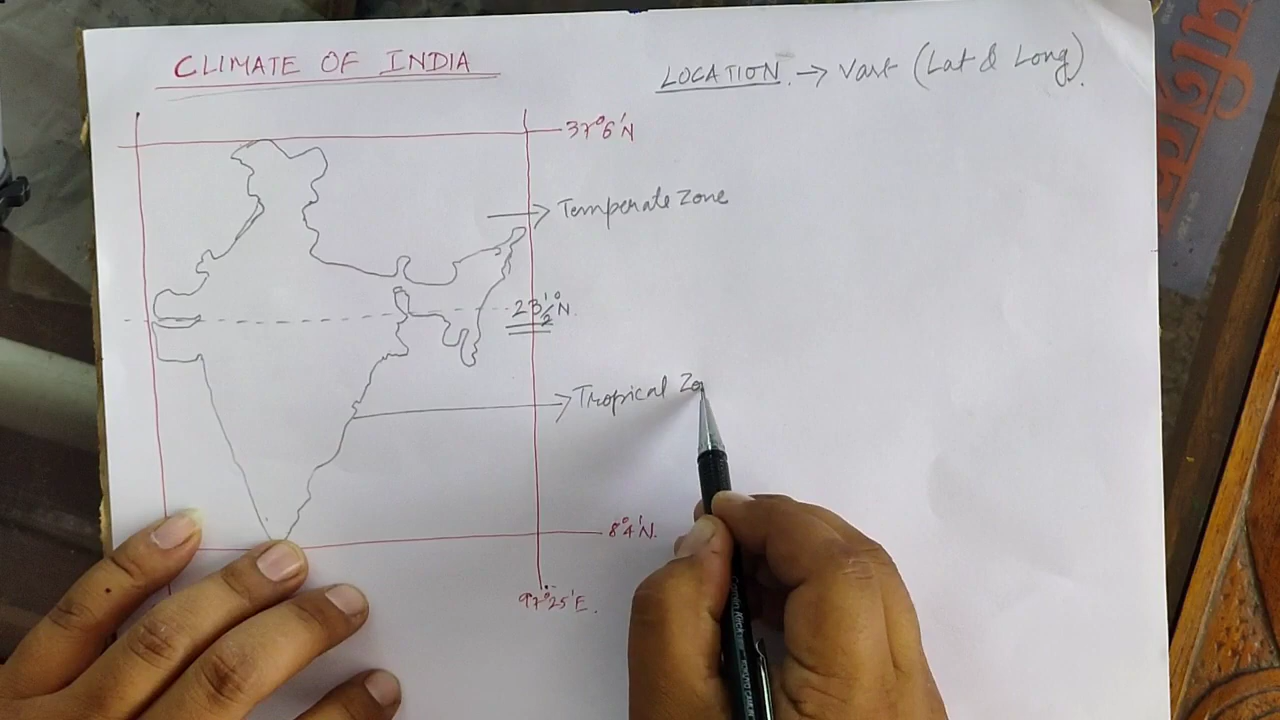 CLIMATE OF INDIA
LOCATION. → Vast (Lat & Long)
37°6'N
→ Temperate Zone
23½°N.
→ Tropical Zo
8°4'N.
97°25'E.